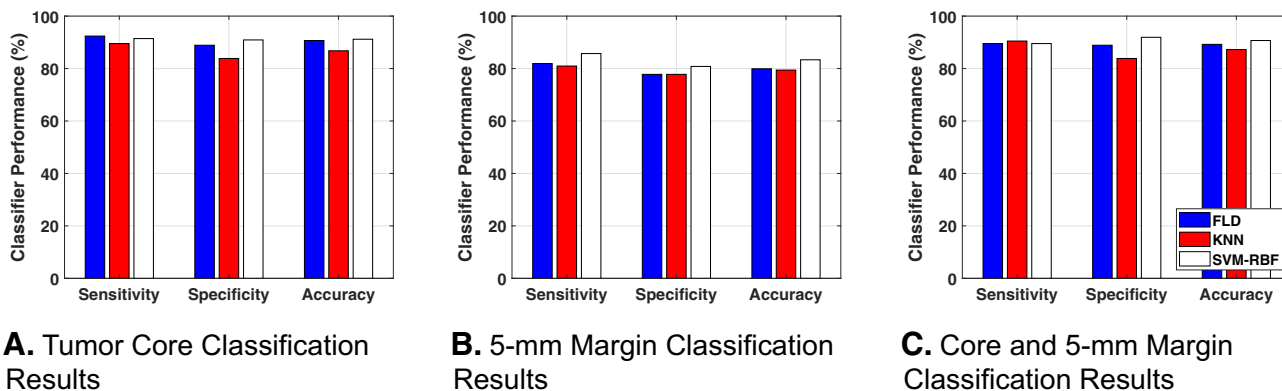 100
80
60
40
20
0
Classifier Performance (%)
Sensitivity Specificity Accuracy
A. Tumor Core Classification
Results
100
80
60
40
20
0
Classifier Performance (%)
Sensitivity Specificity Accuracy
B. 5-mm Margin Classification
Results
100
80
60
40
20
0
Classifier Performance (%)
FLD
KNN
SVM-RBF
Sensitivity Specificity Accuracy
C. Core and 5-mm Margin
Classification Results